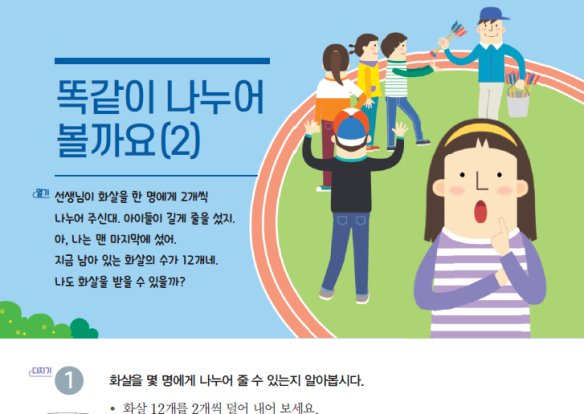 똑같이 나누어
볼까요(2)
열기 선생님이 화살을 한 명에게 2개씩
나누어 주신대. 아이들이 길게 줄을 섰지.
아, 나는 맨 마지막에 섰어.
지금 남아 있는 화살의 수가 12개네.
나도 화살을 받을 수 있을까?
다지기 1 화살을 몇 명에게 나누어 줄 수 있는지 알아봅시다.
• 화살 12개를 2개씩 덜어 내어 보세요.